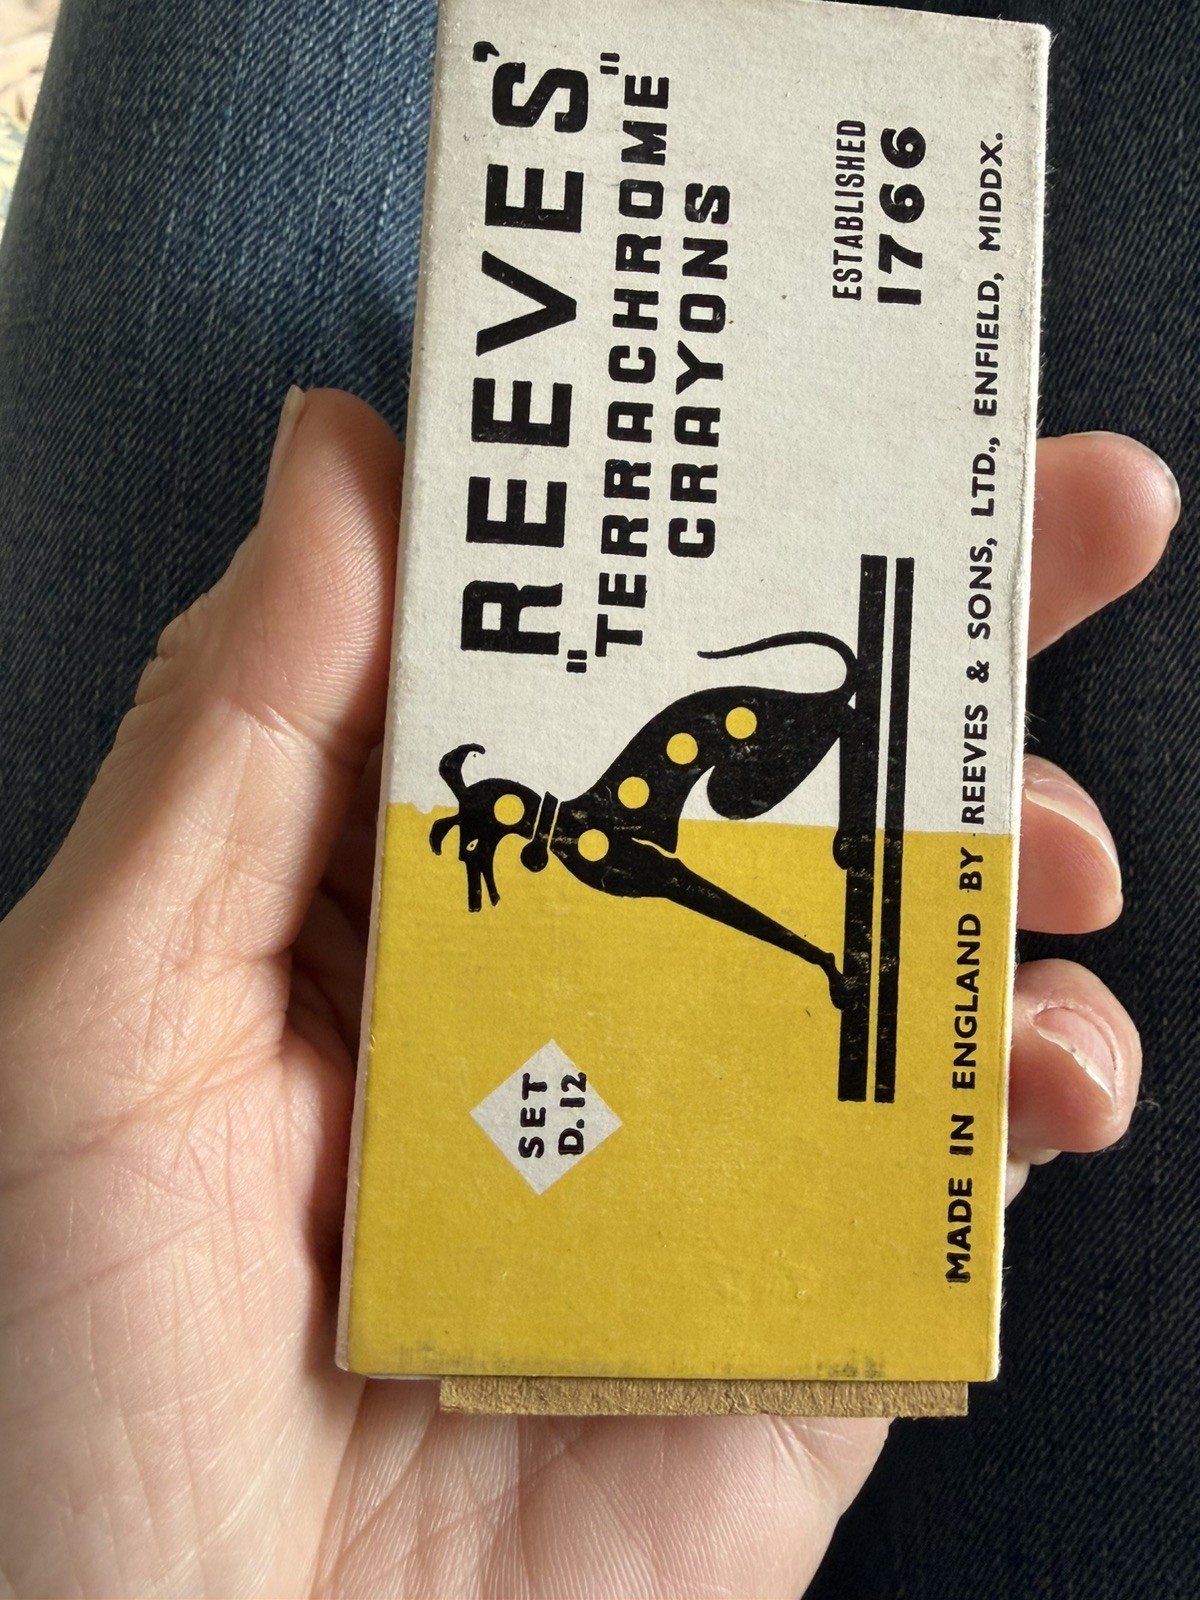 REEVES'
"TERRACHROME"
CRAYONS
ESTABLISHED
1766
SET
D.12
MADE IN ENGLAND BY REEVES & SONS, LTD., ENFIELD, MIDDX.